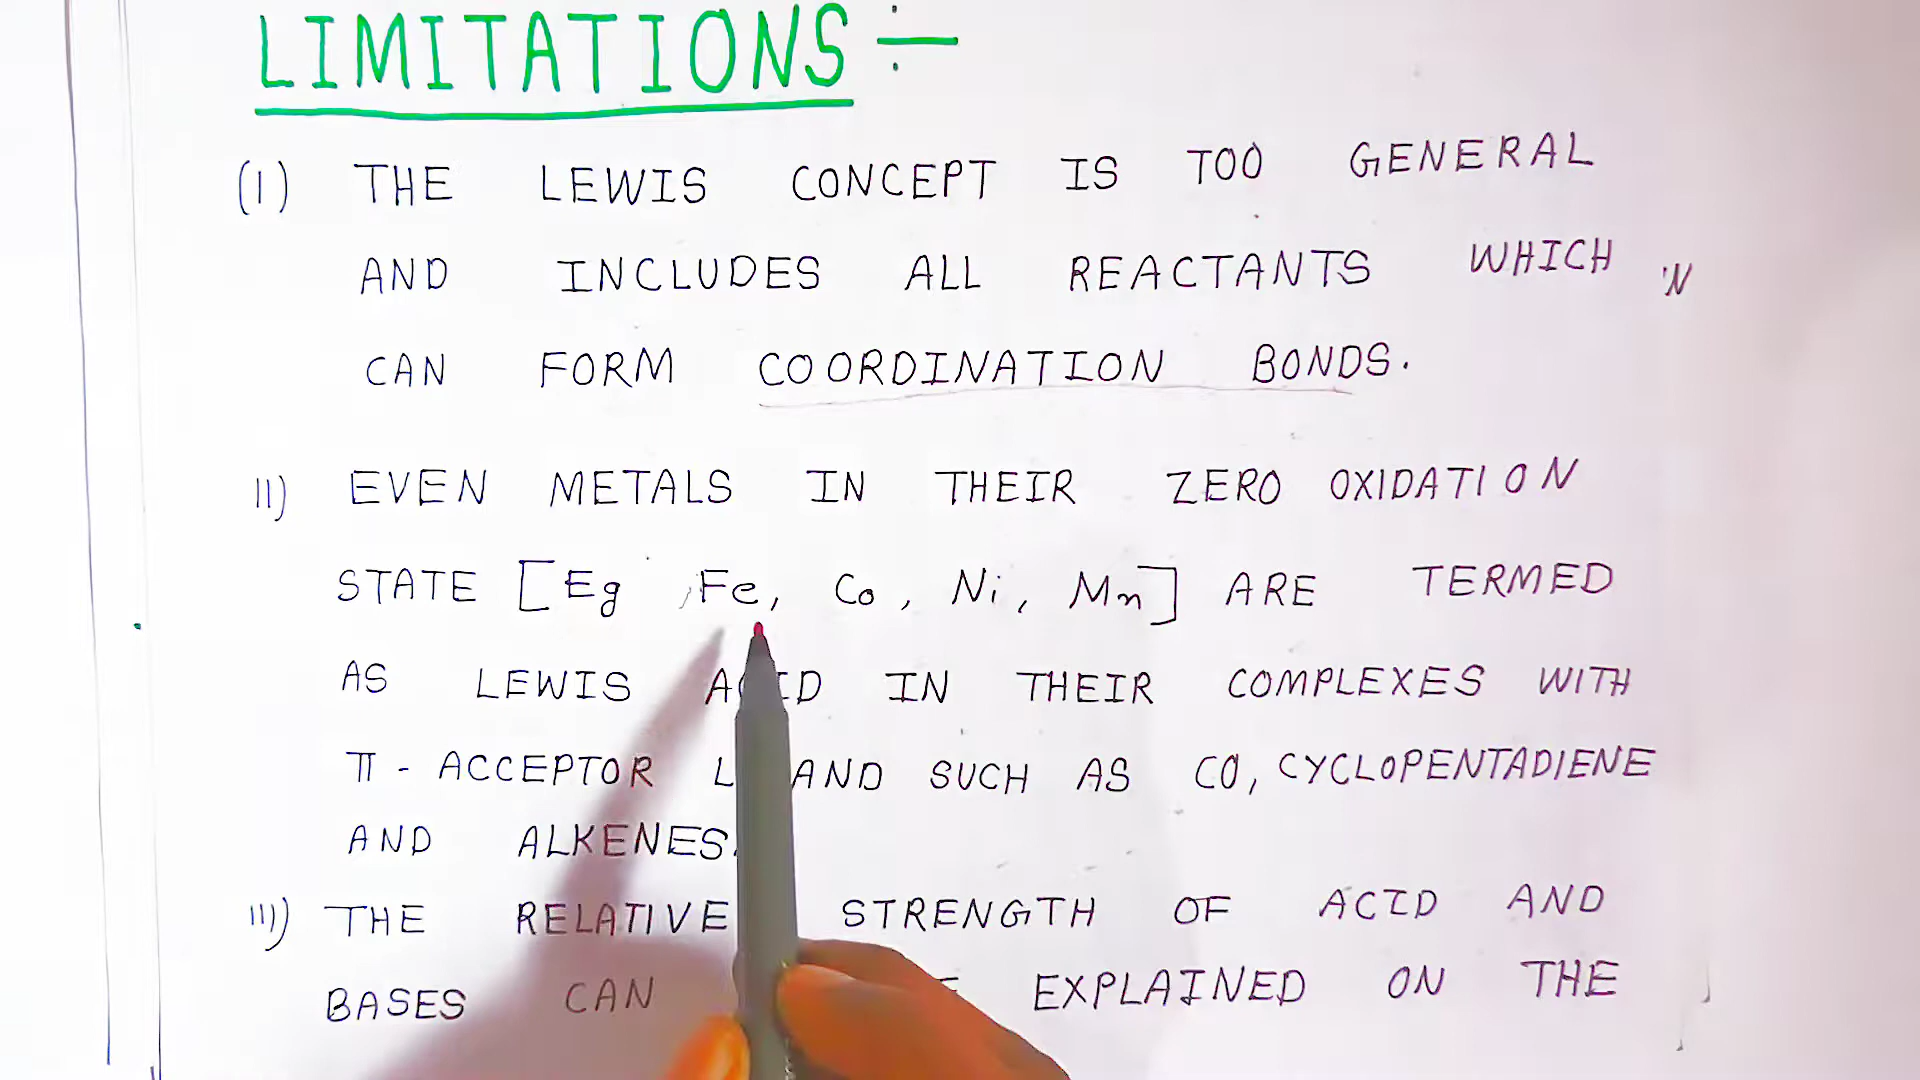 LIMITATIONS ÷
(I) THE LEWIS CONCEPT IS TOO GENERAL
AND INCLUDES ALL REACTANTS WHICH
CAN FORM COORDINATION BONDS.
II) EVEN METALS IN THEIR ZERO OXIDATION
STATE [Eg , Fe, Co, Ni, Mn] ARE TERMED
AS LEWIS ACID IN THEIR COMPLEXES WITH
π - ACCEPTOR AND SUCH AS CO, CYCLOPENTADIENE
AND ALKENES.
III) THE RELATIVE STRENGTH OF ACID AND
BASES CAN EXPLAINED ON THE